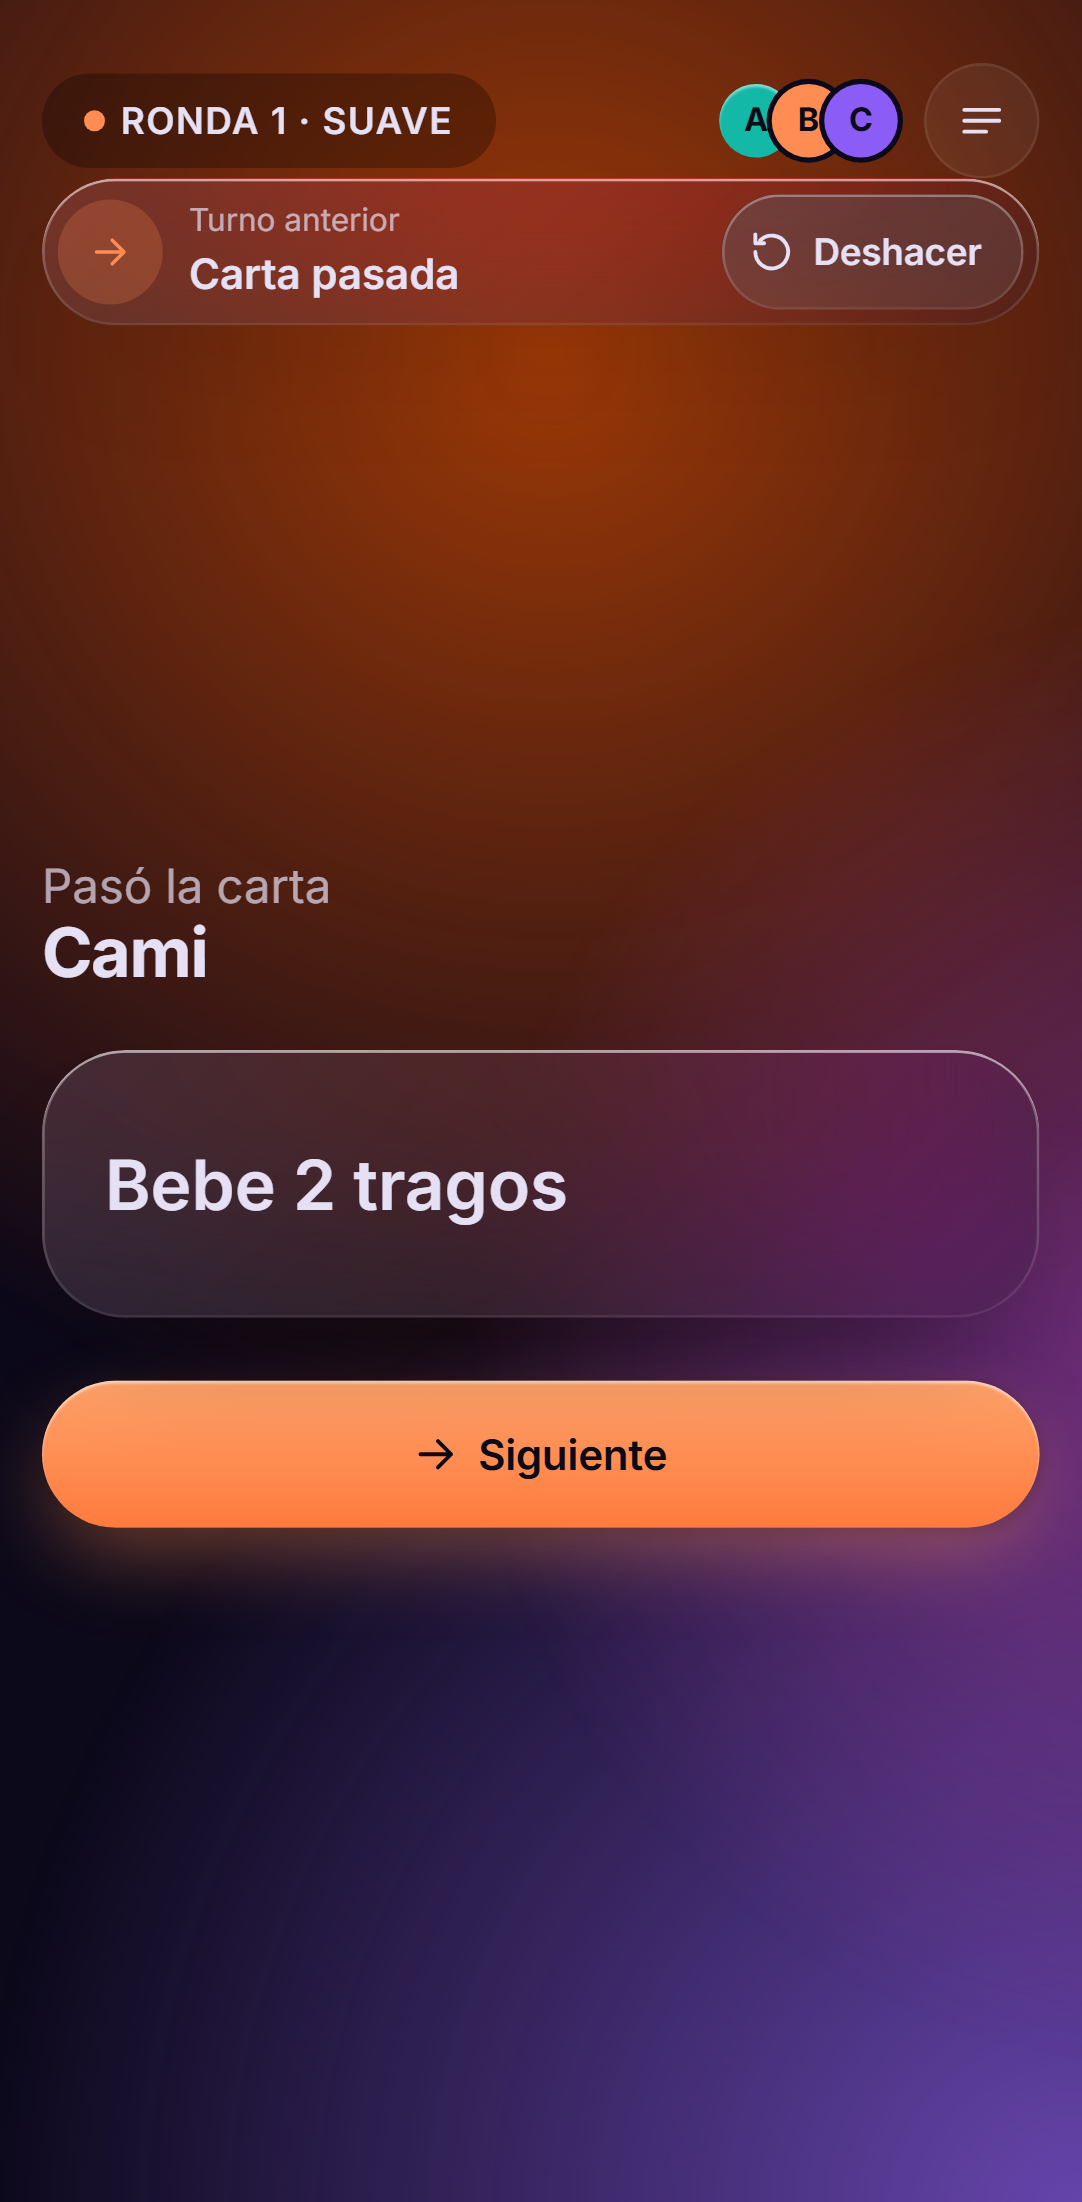 RONDA 1 · SUAVE
A B C
Turno anterior
Carta pasada
Deshacer
Pasó la carta
Cami
Bebe 2 tragos
Siguiente